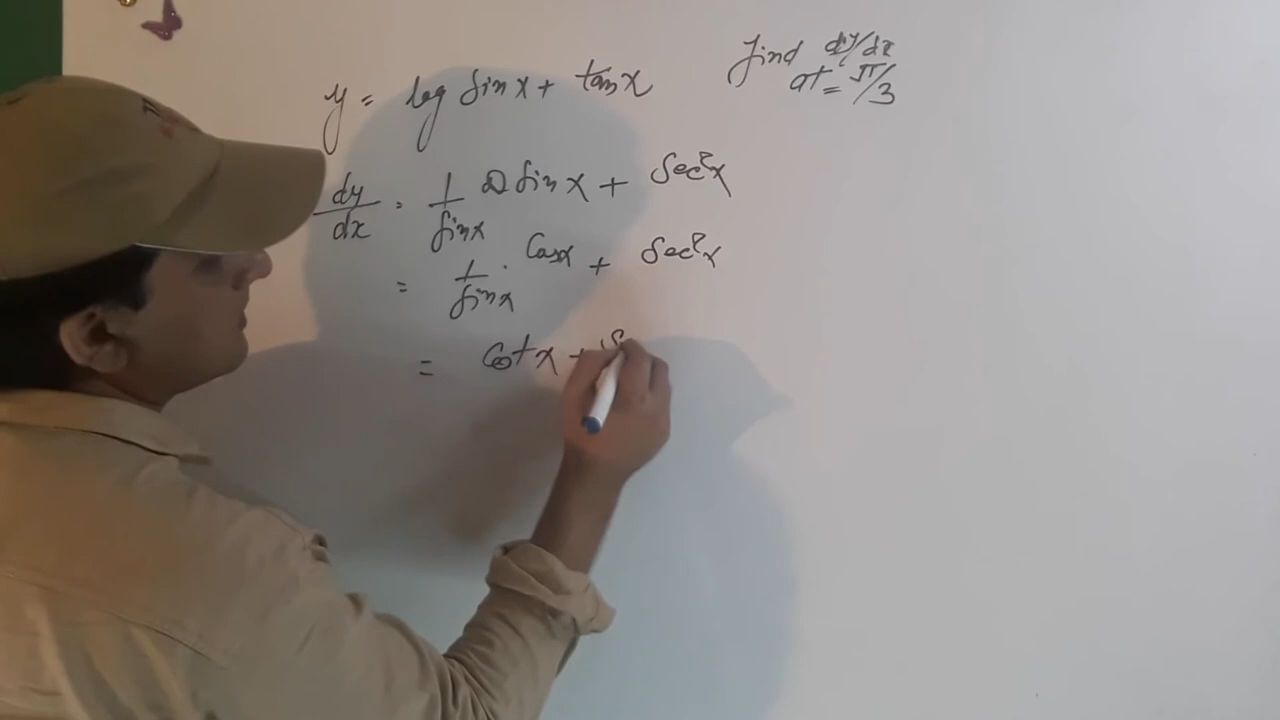 y = log sin x + tan x
find dy/dx
at = π/3
dy/dx = 1/sin x D sin x + sec²x
= 1/sin x . cos x + sec²x
= cot x + s